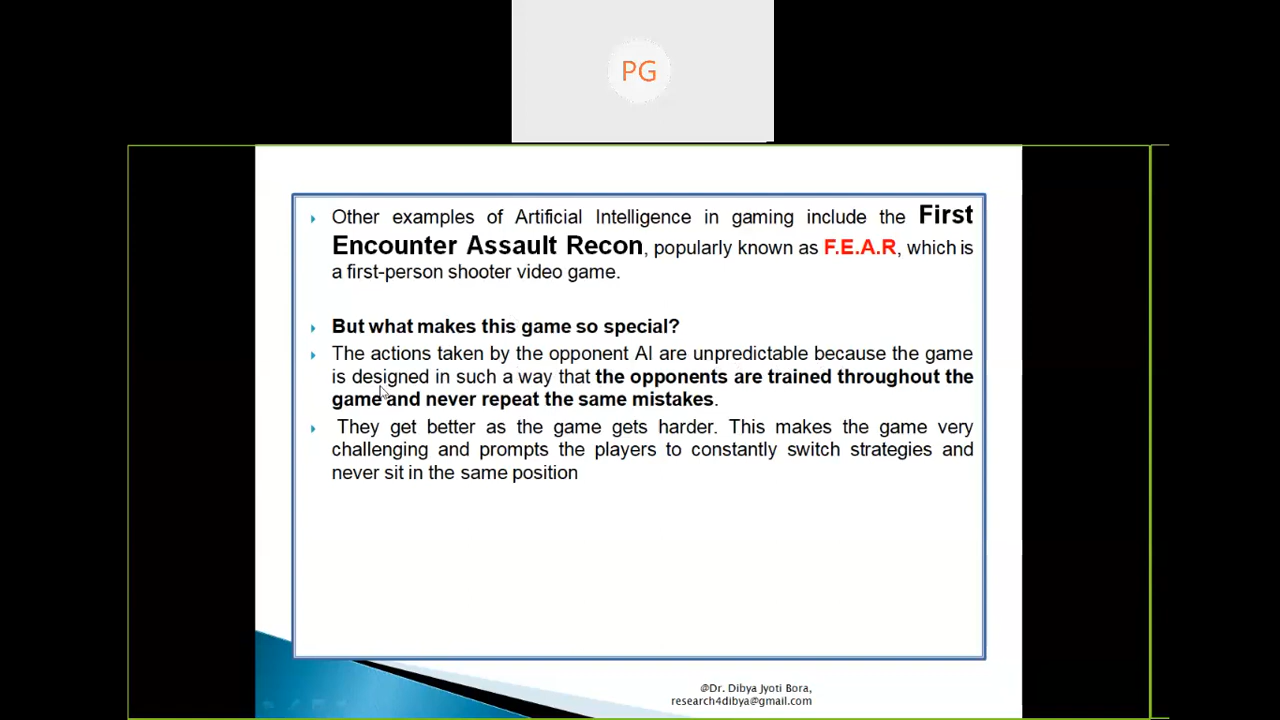 PG
Other examples of Artificial Intelligence in gaming include the First
Encounter Assault Recon, popularly known as F.E.A.R, which is
a first-person shooter video game.
But what makes this game so special?
The actions taken by the opponent AI are unpredictable because the game
is designed in such a way that the opponents are trained throughout the
game and never repeat the same mistakes.
They get better as the game gets harder. This makes the game very
challenging and prompts the players to constantly switch strategies and
never sit in the same position
@Dr. Dibya Jyoti Bora,
research4dibya@gmail.com